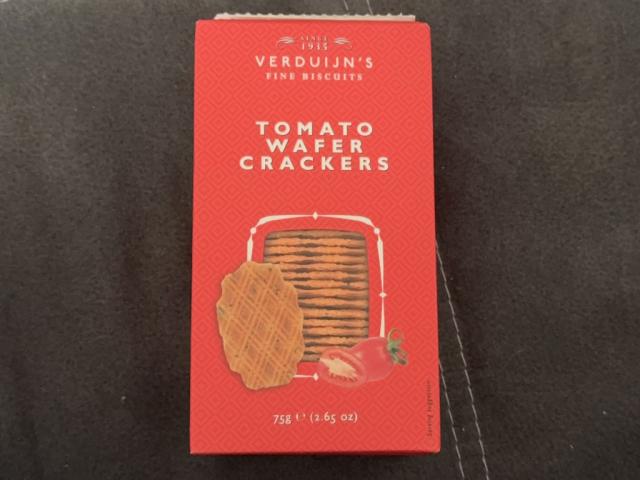 SINCE
1935
VERDUIJN'S
FINE BISCUITS
TOMATO
WAFER
CRACKERS
75g ℮ (2.65 oz)
Serving suggestion